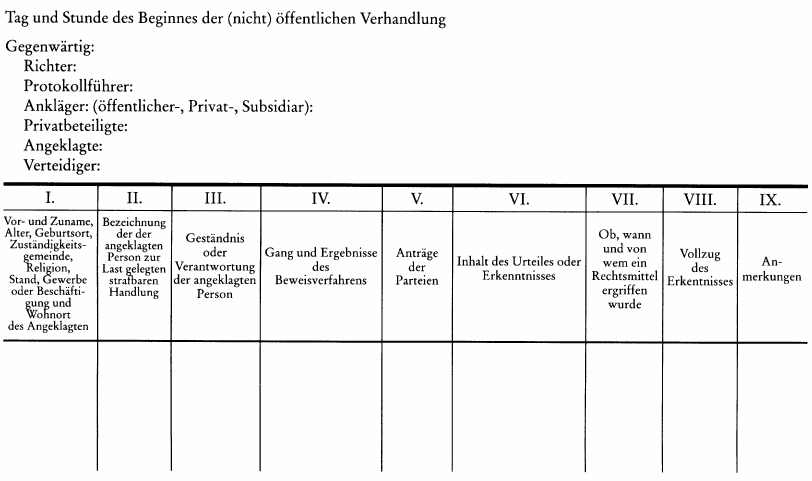 Tag und Stunde des Beginnes der (nicht) öffentlichen Verhandlung
Gegenwärtig:
Richter:
Protokollführer:
Ankläger: (öffentlicher-, Privat-, Subsidiar):
Privatbeteiligte:
Angeklagte:
Verteidiger:
I.
Vor- und Zuname,
Alter, Geburtsort,
Zuständigkeits-
gemeinde,
Religion,
Stand, Gewerbe
oder Beschäfti-
gung und
Wohnort
des Angeklagten
II.
Bezeichnung
der der
angeklagten
Person zur
Last gelegten
strafbaren
Handlung
III.
Geständnis
oder
Verantwortung
der angeklagten
Person
IV.
Gang und Ergebnisse
des
Beweisverfahrens
V.
Anträge
der
Parteien
VI.
Inhalt des Urteiles oder
Erkenntnisses
VII.
Ob, wann
und von
wem ein
Rechtsmittel
ergriffen
wurde
VIII.
Vollzug
des
Erkentnisses
IX.
An-
merkungen